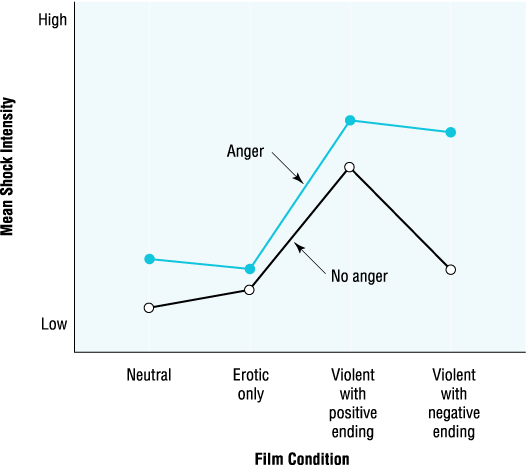 High
Mean Shock Intensity
Anger
No anger
Low
Neutral
Erotic
only
Violent
with
positive
ending
Violent
with
negative
ending
Film Condition